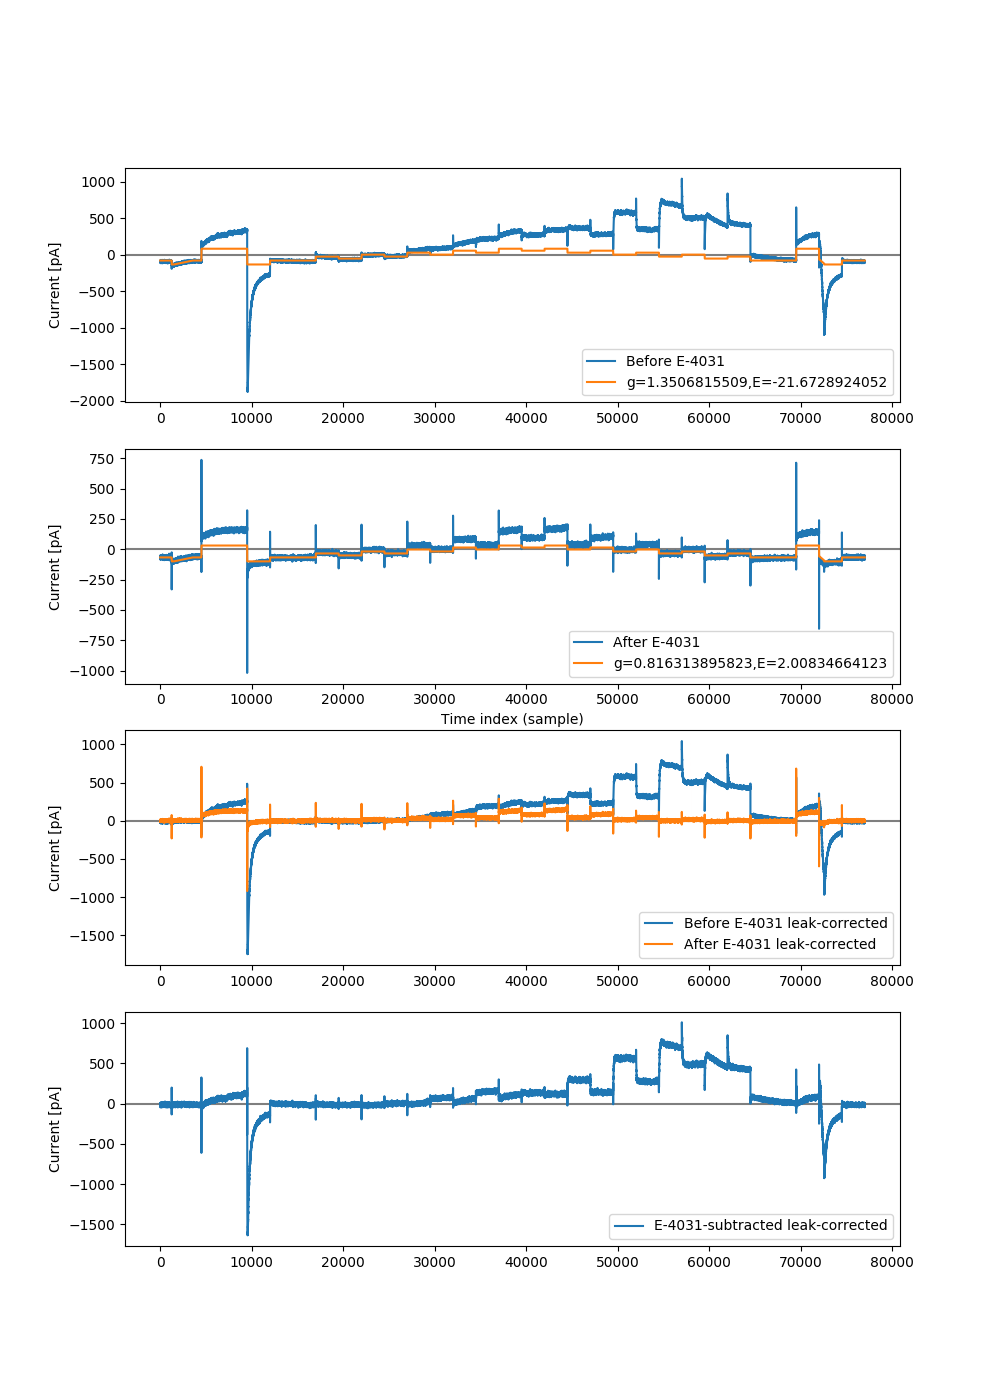 1000
500
0
−500
−1000
−1500
−2000
Current [pA]
0 10000 20000 30000 40000 50000 60000 70000 80000
Before E-4031
g=1.3506815509,E=-21.6728924052
750
500
250
0
−250
−500
−750
−1000
Current [pA]
0 10000 20000 30000 40000 50000 60000 70000 80000
Time index (sample)
After E-4031
g=0.816313895823,E=2.00834664123
1000
500
0
−500
−1000
−1500
Current [pA]
0 10000 20000 30000 40000 50000 60000 70000 80000
Before E-4031 leak-corrected
After E-4031 leak-corrected
1000
500
0
−500
−1000
−1500
Current [pA]
0 10000 20000 30000 40000 50000 60000 70000 80000
E-4031-subtracted leak-corrected